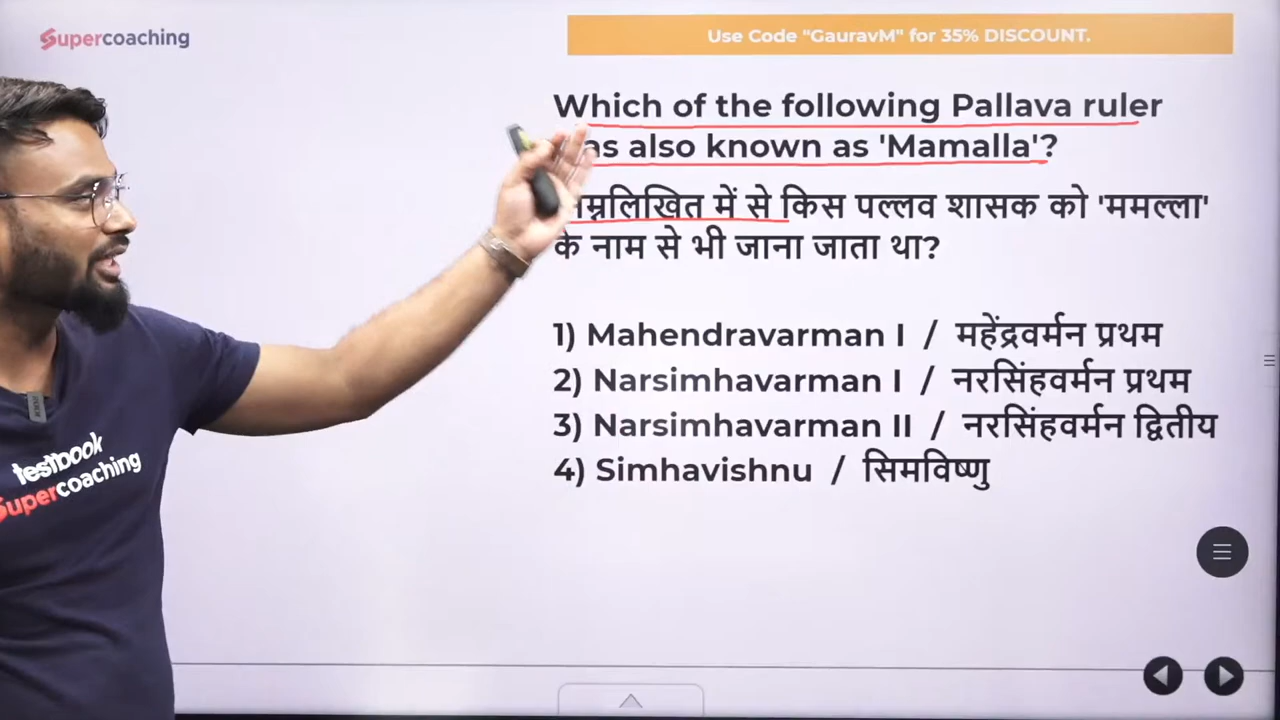 Supercoaching
Use Code "GauravM" for 35% DISCOUNT.
Which of the following Pallava ruler
as also known as 'Mamalla'?
म्नलिखित में से किस पल्लव शासक को 'ममल्ला'
के नाम से भी जाना जाता था?
1) Mahendravarman I / महेंद्रवर्मन प्रथम
2) Narsimhavarman I / नरसिंहवर्मन प्रथम
3) Narsimhavarman II / नरसिंहवर्मन द्वितीय
4) Simhavishnu / सिमविष्णु
testbook
Supercoaching